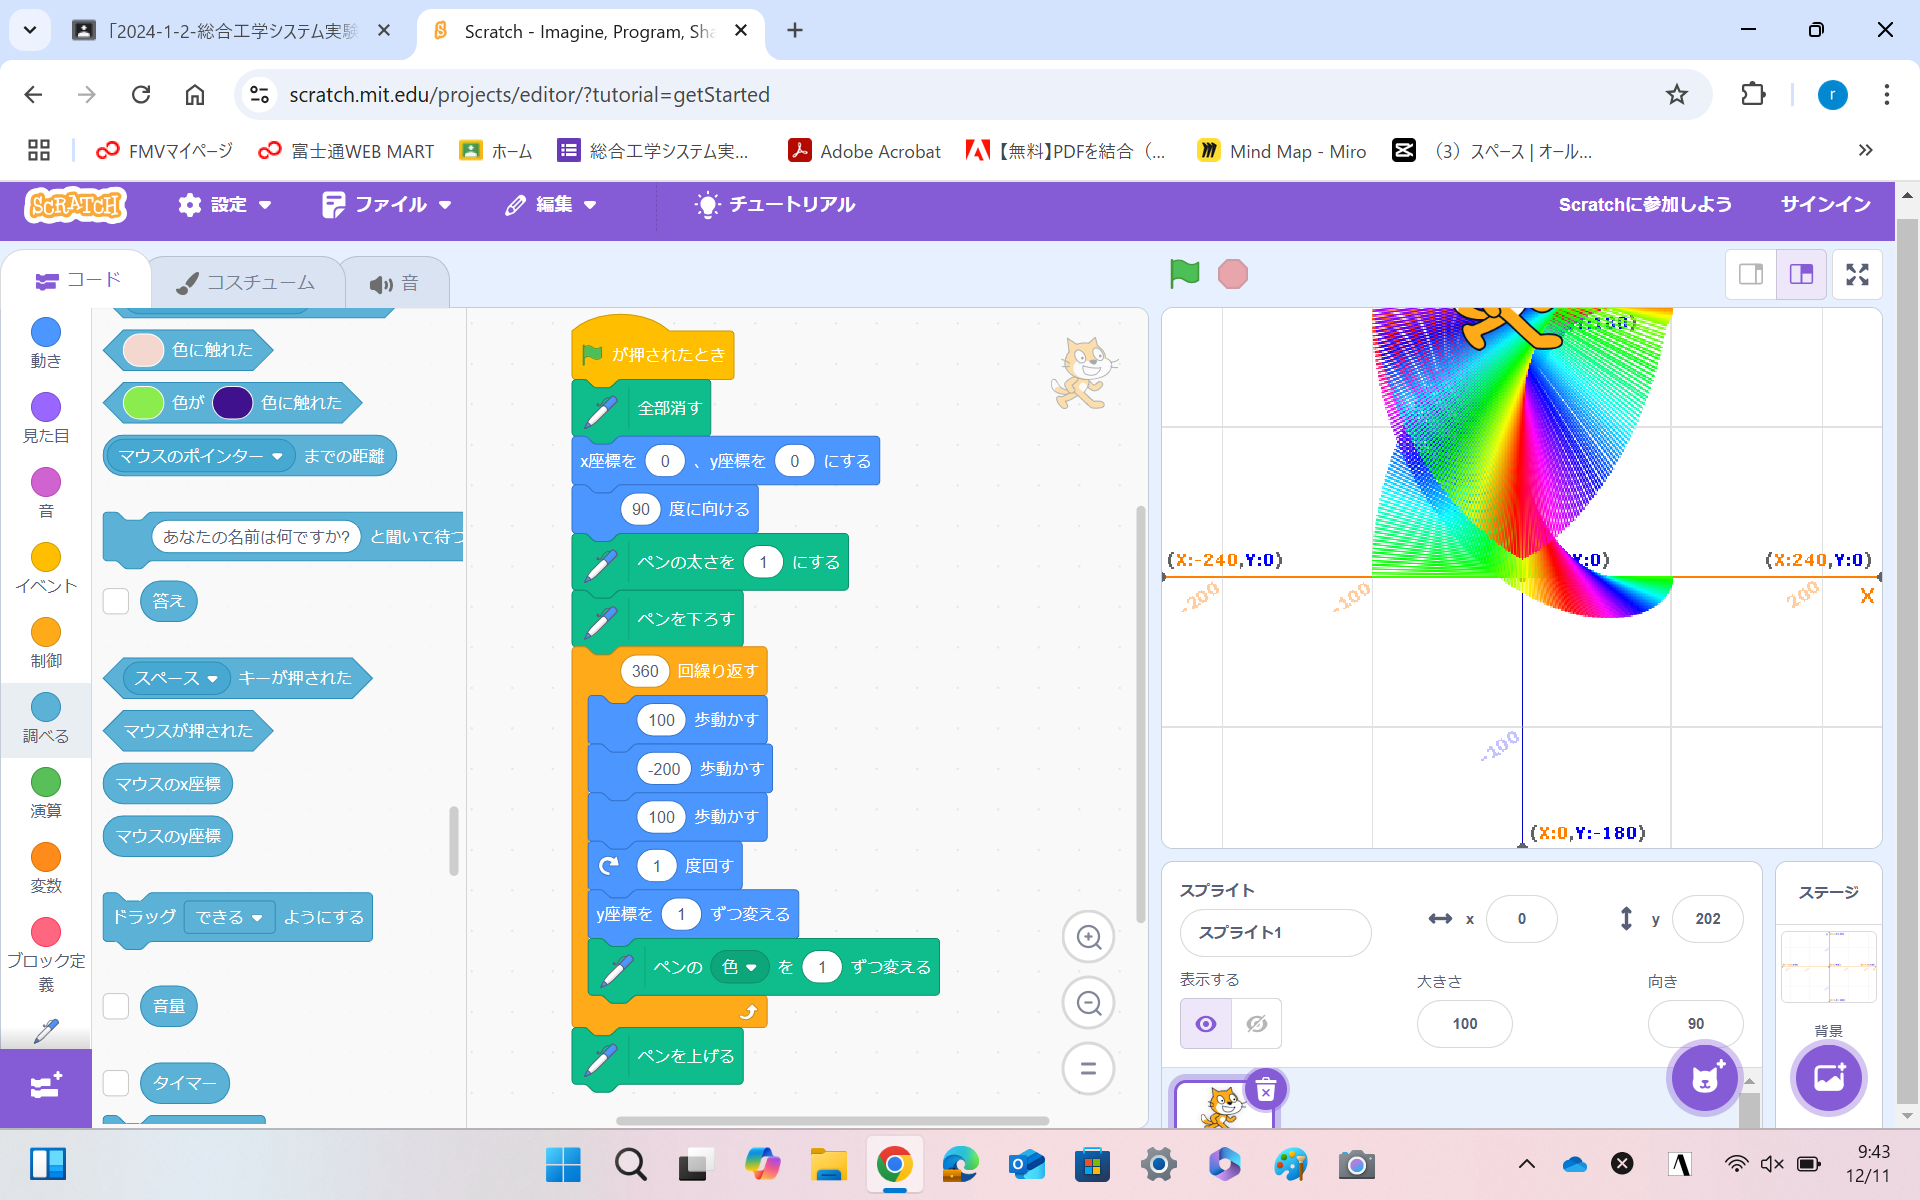 「2024-1-2-総合工学システム実験
Scratch - Imagine, Program, Sha
scratch.mit.edu/projects/editor/?tutorial=getStarted
r
FMVマイページ
富士通WEB MART
ホーム
総合工学システム実...
Adobe Acrobat
【無料】PDFを結合（...
Mind Map - Miro
（3）スペース | オール...
SCRATCH
設定
ファイル
編集
チュートリアル
Scratchに参加しよう
サインイン
コード
コスチューム
音
動き
見た目
音
イベント
制御
調べる
演算
変数
ブロック定
義
色に触れた
色が 色に触れた
マウスのポインター までの距離
あなたの名前は何ですか? と聞いて待つ
答え
スペース キーが押された
マウスが押された
マウスのx座標
マウスのy座標
ドラッグ できる ようにする
音量
タイマー
が押されたとき
全部消す
x座標を 0 、y座標を 0 にする
90 度に向ける
ペンの太さを 1 にする
ペンを下ろす
360 回繰り返す
100 歩動かす
-200 歩動かす
100 歩動かす
1 度回す
y座標を 1 ずつ変える
ペンの 色 を 1 ずつ変える
ペンを上げる
(X:-240,Y:0)
(X:240,Y:0)
-200
-100
200
X
-100
(X:0,Y:-180)
スプライト
スプライト1
x 0
y 202
表示する
大きさ
100
向き
90
ステージ
背景
9:43
12/11